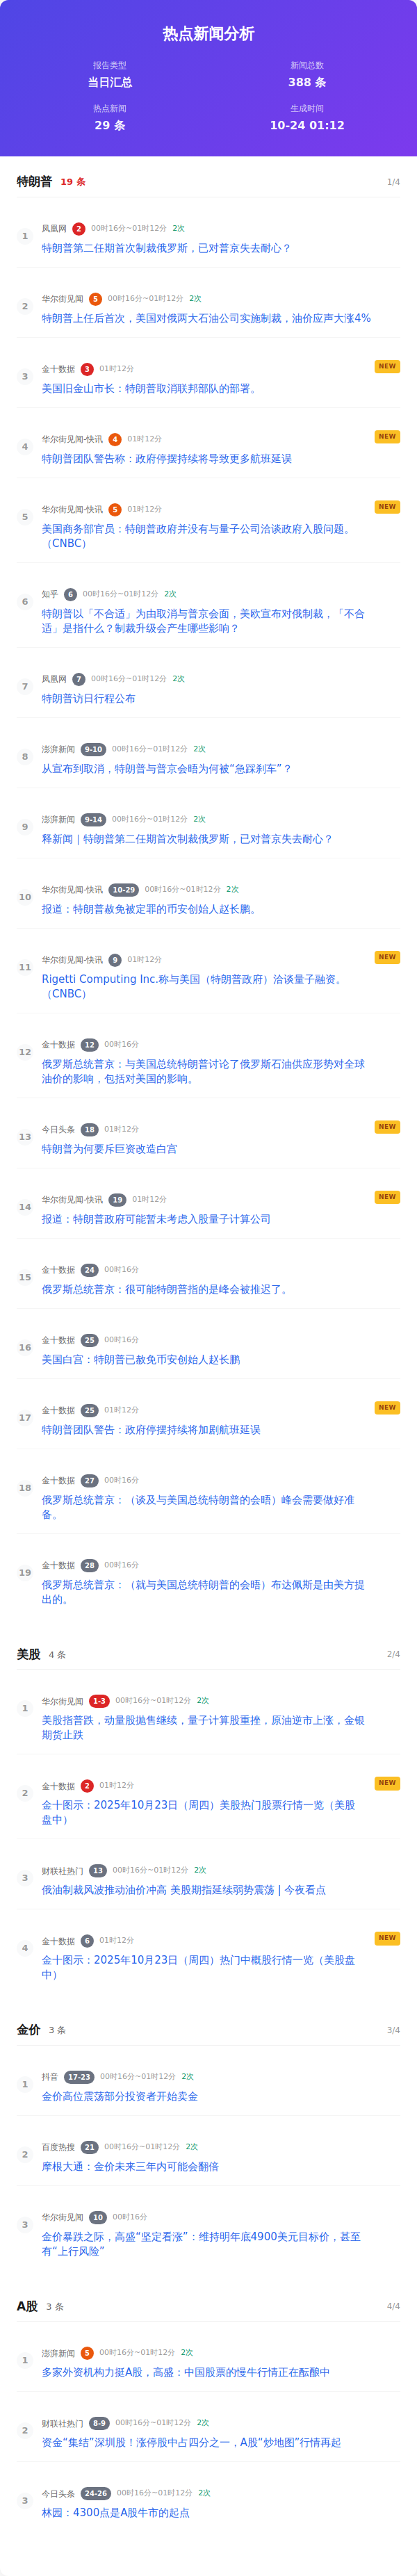 热点新闻分析
报告类型
新闻总数
当日汇总
388 条
热点新闻
生成时间
29 条
10-24 01:12
特朗普 19 条 1/4
1
凤凰网 2 00时16分~01时12分 2次
特朗普第二任期首次制裁俄罗斯，已对普京失去耐心？
2
华尔街见闻 5 00时16分~01时12分 2次
特朗普上任后首次，美国对俄两大石油公司实施制裁，油价应声大涨4%
3
金十数据 3 01时12分 NEW
美国旧金山市长：特朗普取消联邦部队的部署。
4
华尔街见闻-快讯 4 01时12分 NEW
特朗普团队警告称：政府停摆持续将导致更多航班延误
5
华尔街见闻-快讯 5 01时12分 NEW
美国商务部官员：特朗普政府并没有与量子公司洽谈政府入股问题。
（CNBC）
6
知乎 6 00时16分~01时12分 2次
特朗普以「不合适」为由取消与普京会面，美欧宣布对俄制裁，「不合
适」是指什么？制裁升级会产生哪些影响？
7
凤凰网 7 00时16分~01时12分 2次
特朗普访日行程公布
8
澎湃新闻 9-10 00时16分~01时12分 2次
从宣布到取消，特朗普与普京会晤为何被“急踩刹车”？
9
澎湃新闻 9-14 00时16分~01时12分 2次
释新闻｜特朗普第二任期首次制裁俄罗斯，已对普京失去耐心？
10
华尔街见闻-快讯 10-29 00时16分~01时12分 2次
报道：特朗普赦免被定罪的币安创始人赵长鹏。
11
华尔街见闻-快讯 9 01时12分 NEW
Rigetti Computing Inc.称与美国（特朗普政府）洽谈量子融资。
（CNBC）
12
金十数据 12 00时16分
俄罗斯总统普京：与美国总统特朗普讨论了俄罗斯石油供应形势对全球
油价的影响，包括对美国的影响。
13
今日头条 18 01时12分 NEW
特朗普为何要斥巨资改造白宫
14
华尔街见闻-快讯 19 01时12分 NEW
报道：特朗普政府可能暂未考虑入股量子计算公司
15
金十数据 24 00时16分
俄罗斯总统普京：很可能特朗普指的是峰会被推迟了。
16
金十数据 25 00时16分
美国白宫：特朗普已赦免币安创始人赵长鹏
17
金十数据 25 01时12分 NEW
特朗普团队警告：政府停摆持续将加剧航班延误
18
金十数据 27 00时16分
俄罗斯总统普京：（谈及与美国总统特朗普的会晤）峰会需要做好准
备。
19
金十数据 28 00时16分
俄罗斯总统普京：（就与美国总统特朗普的会晤）布达佩斯是由美方提
出的。
美股 4 条 2/4
1
华尔街见闻 1-3 00时16分~01时12分 2次
美股指普跌，动量股抛售继续，量子计算股重挫，原油逆市上涨，金银
期货止跌
2
金十数据 2 01时12分 NEW
金十图示：2025年10月23日（周四）美股热门股票行情一览（美股
盘中）
3
财联社热门 13 00时16分~01时12分 2次
俄油制裁风波推动油价冲高 美股期指延续弱势震荡 | 今夜看点
4
金十数据 6 01时12分 NEW
金十图示：2025年10月23日（周四）热门中概股行情一览（美股盘
中）
金价 3 条 3/4
1
抖音 17-23 00时16分~01时12分 2次
金价高位震荡部分投资者开始卖金
2
百度热搜 21 00时16分~01时12分 2次
摩根大通：金价未来三年内可能会翻倍
3
华尔街见闻 10 00时16分
金价暴跌之际，高盛“坚定看涨”：维持明年底4900美元目标价，甚至
有“上行风险”
A股 3 条 4/4
1
澎湃新闻 5 00时16分~01时12分 2次
多家外资机构力挺A股，高盛：中国股票的慢牛行情正在酝酿中
2
财联社热门 8-9 00时16分~01时12分 2次
资金“集结”深圳股！涨停股中占四分之一，A股“炒地图”行情再起
3
今日头条 24-26 00时16分~01时12分 2次
林园：4300点是A股牛市的起点